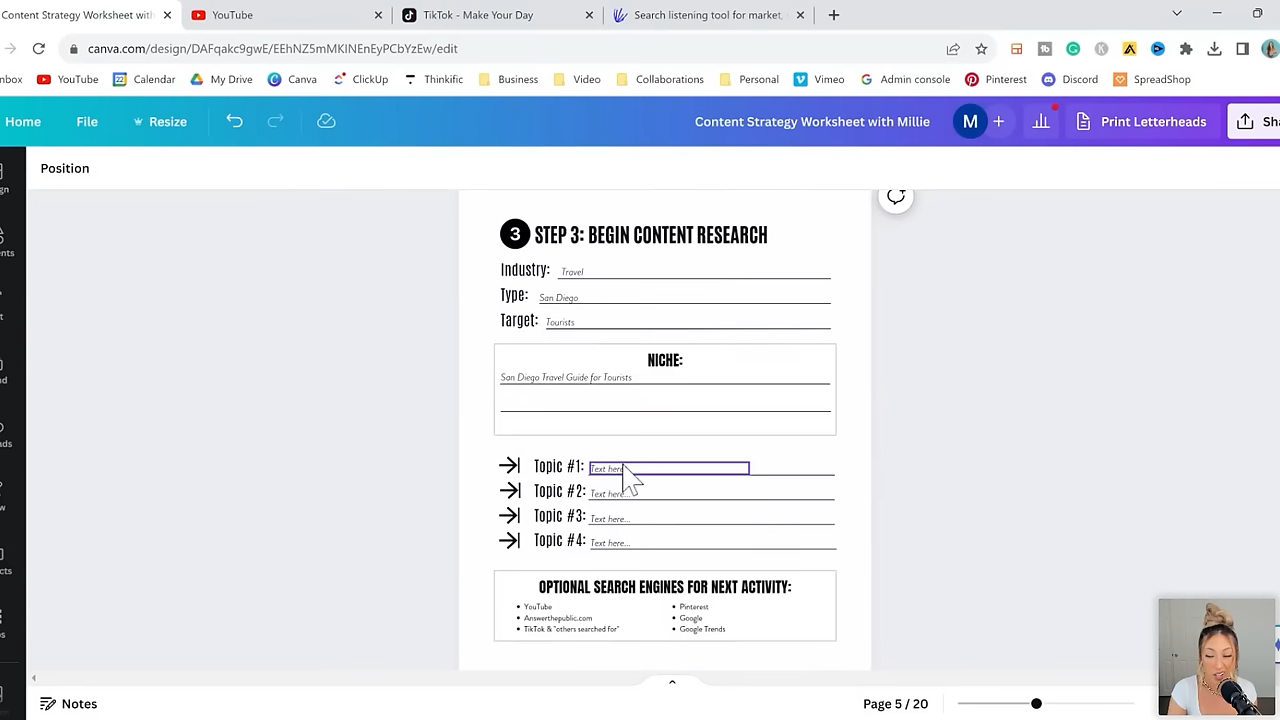 Content Strategy Worksheet with
YouTube
TikTok - Make Your Day
Search listening tool for market,
canva.com/design/DAFqakc9gwE/EEhNZ5mMKlNEnEyPCbYzEw/edit
nbox YouTube Calendar My Drive Canva ClickUp Thinkific Business Video Collaborations Personal Vimeo Admin console Pinterest Discord SpreadShop
Home File Resize Content Strategy Worksheet with Millie M Print Letterheads Sha
Position
3 STEP 3: BEGIN CONTENT RESEARCH
Industry: Travel
Type: San Diego
Target: Tourists
NICHE:
San Diego Travel Guide for Tourists
Topic #1: Text here
Topic #2: Text here...
Topic #3: Text here...
Topic #4: Text here...
OPTIONAL SEARCH ENGINES FOR NEXT ACTIVITY:
• YouTube
• Answerthepublic.com
• TikTok & "others searched for"
• Pinterest
• Google
• Google Trends
Notes Page 5 / 20